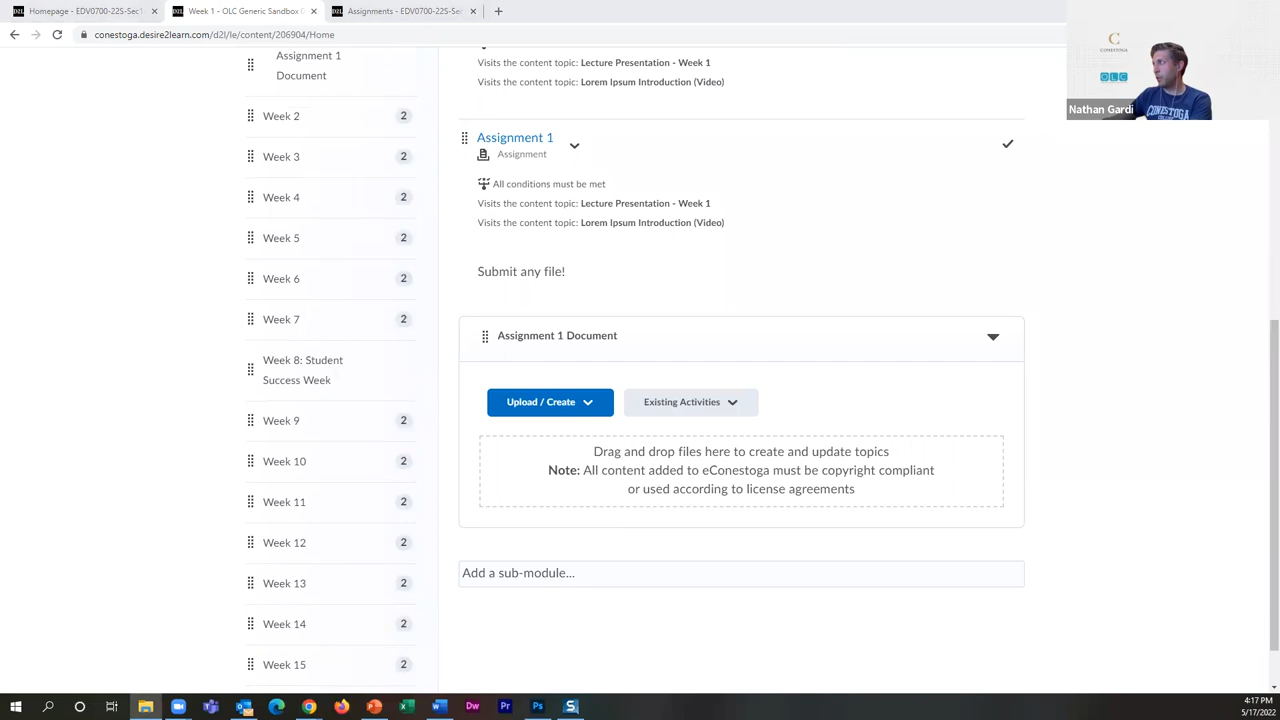 Homepage - EDV0700-22S-Sec1
Week 1 - OLC Generic Sandbox
Assignments - EDV0700-22S-Sec
conestoga.desire2learn.com/d2l/le/content/206904/Home
Assignment 1
Document
Week 2 2
Week 3 2
Week 4 2
Week 5 2
Week 6 2
Week 7 2
Week 8: Student
Success Week
Week 9 2
Week 10 2
Week 11 2
Week 12 2
Week 13 2
Week 14 2
Week 15 2
Visits the content topic: Lecture Presentation - Week 1
Visits the content topic: Lorem Ipsum Introduction (Video)
Assignment 1
Assignment
All conditions must be met
Visits the content topic: Lecture Presentation - Week 1
Visits the content topic: Lorem Ipsum Introduction (Video)
Submit any file!
Assignment 1 Document
Upload / Create
Existing Activities
Drag and drop files here to create and update topics
Note: All content added to eConestoga must be copyright compliant
or used according to license agreements
Add a sub-module...
CONESTOGA
OLC
CONESTOGA
Nathan Gardi
4:17 PM
5/17/2022